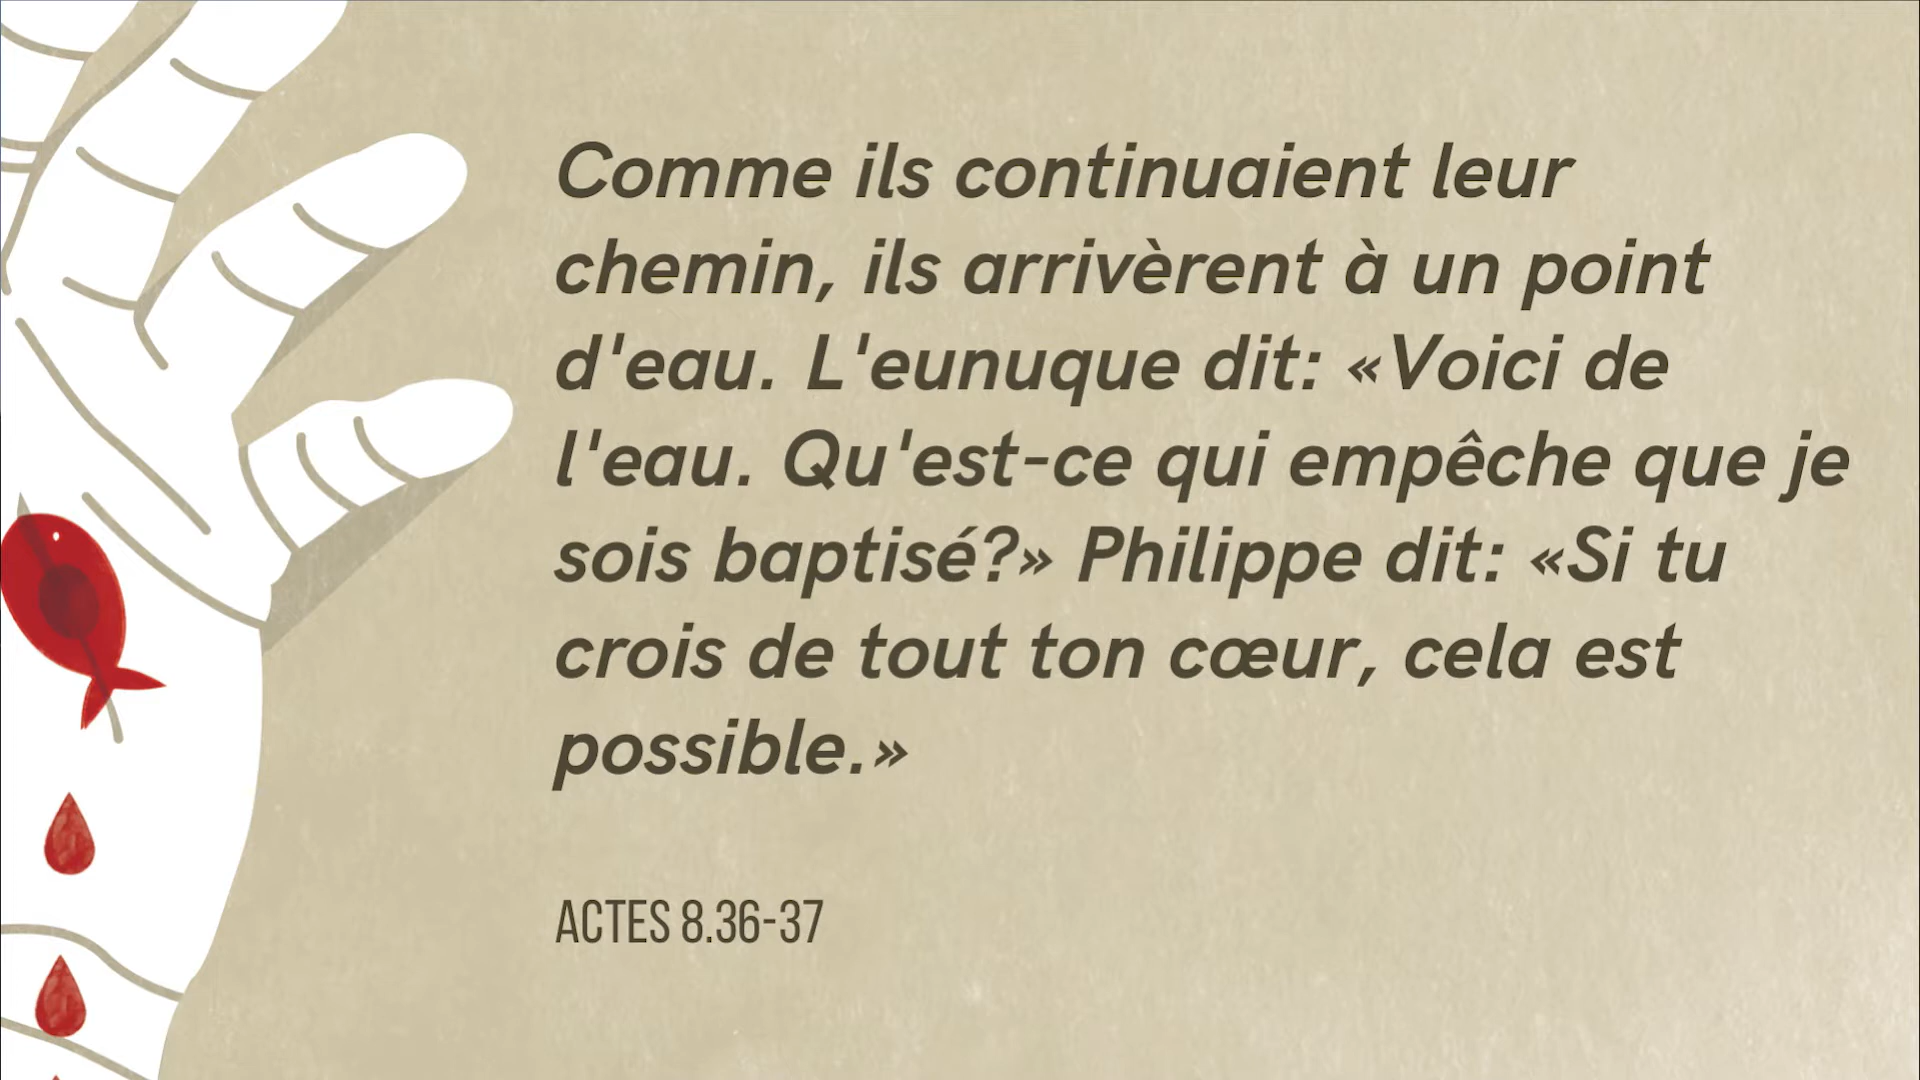 Comme ils continuaient leur
chemin, ils arrivèrent à un point
d'eau. L'eunuque dit: «Voici de
l'eau. Qu'est-ce qui empêche que je
sois baptisé?» Philippe dit: «Si tu
crois de tout ton cœur, cela est
possible.»
ACTES 8.36-37